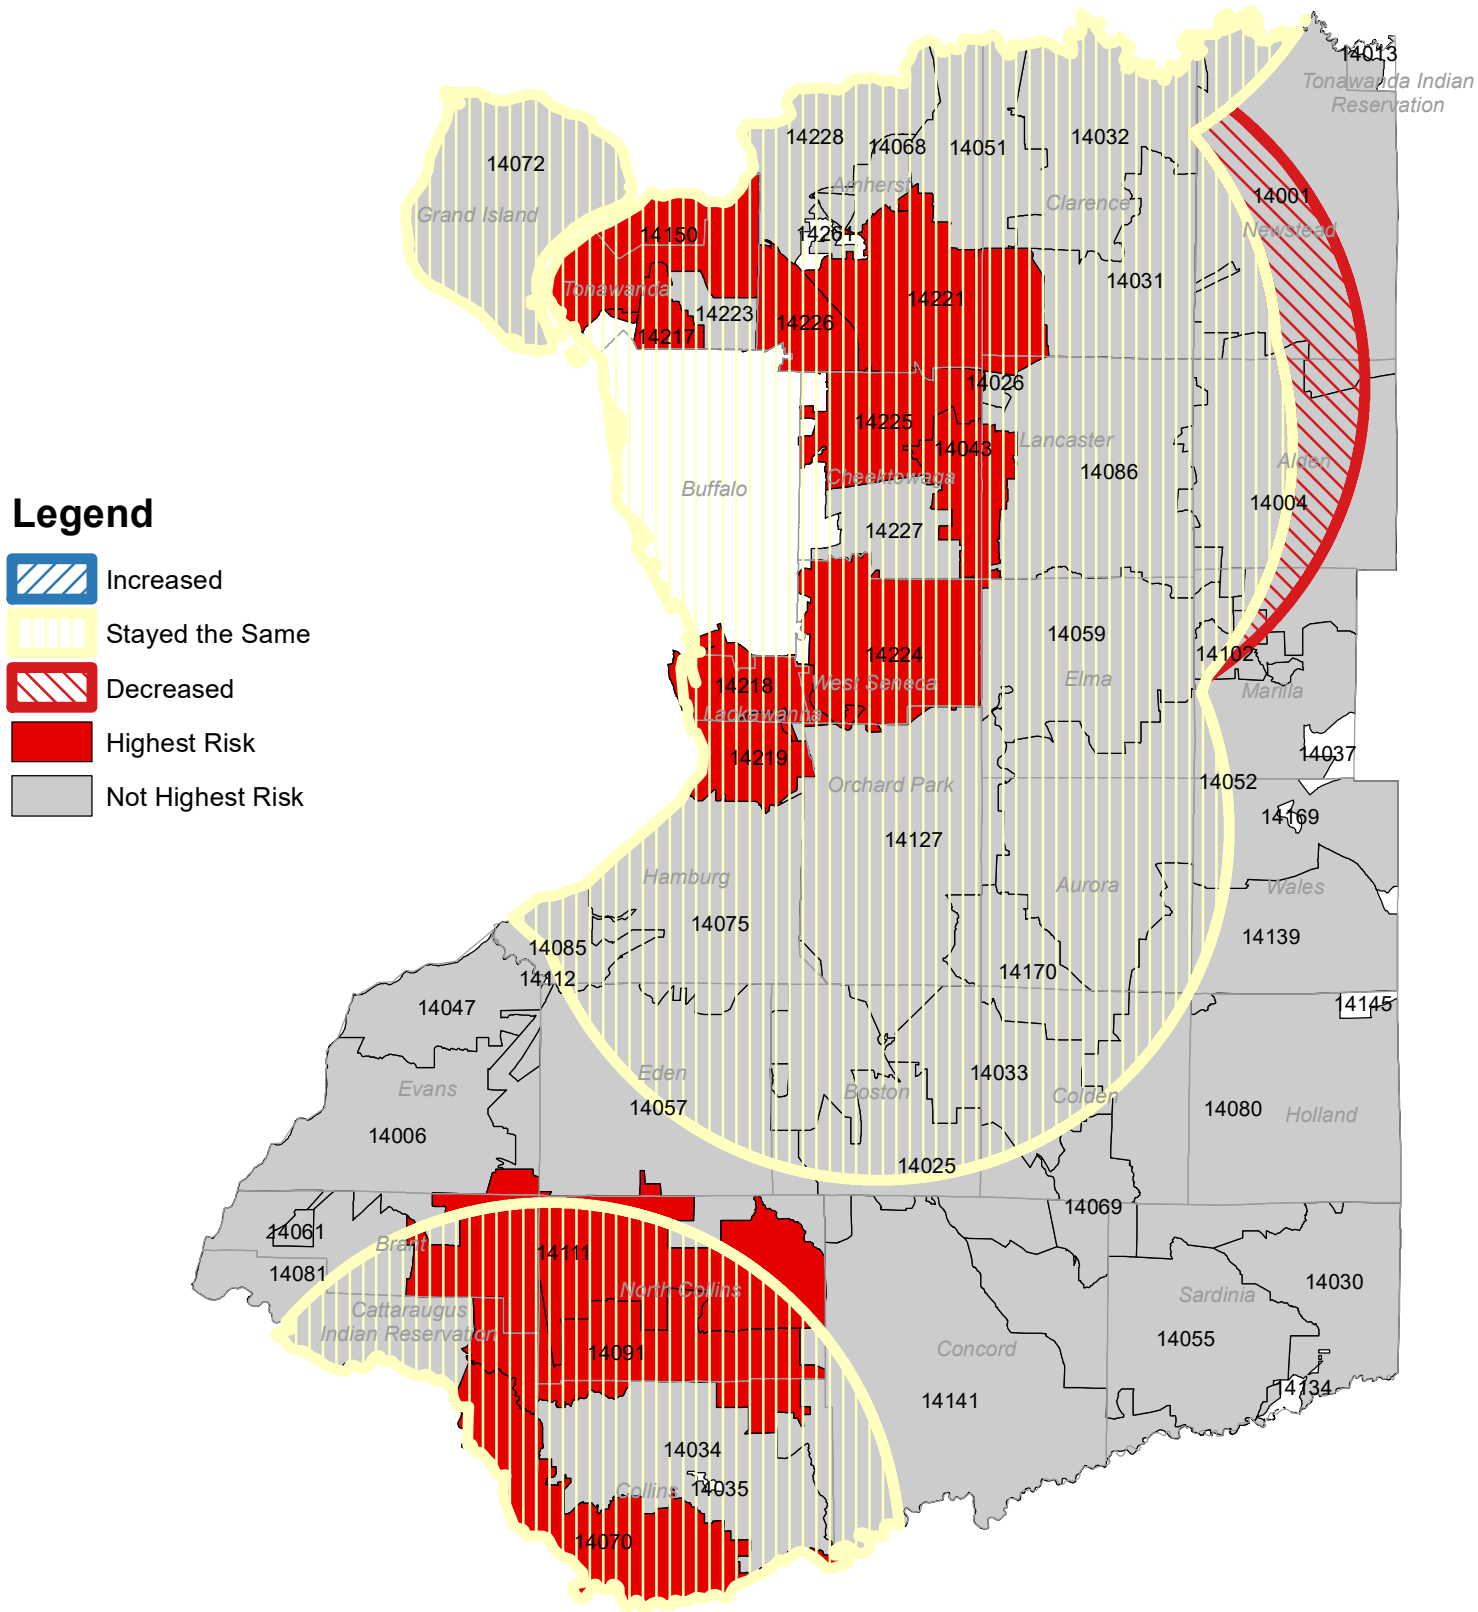 14013
Tonawanda Indian
Reservation
14228
14068
14051
14032
14072
Amherst
14001
Clarence
Grand Island
Newstead
14150
14261
14031
Tonawanda
14221
14223
14226
14217
14026
14225
Lancaster
14043
Alden
14086
Cheektowaga
Buffalo
14004
14227
Legend
Increased
Stayed the Same
Decreased
Highest Risk
Not Highest Risk
14059
14224
14102
Elma
West Seneca
14218
Marilla
Lackawanna
14219
14037
Orchard Park
14052
14169
14127
Hamburg
Aurora
Wales
14075
14139
14085
14170
14112
14047
14145
Eden
14033
Evans
Boston
Colden
14057
14080
Holland
14006
14025
14069
14061
Brant
14111
14081
North Collins
14030
Sardinia
Cattaraugus
Indian Reservation
14055
Concord
14091
14134
14141
14034
Collins
14035
14070